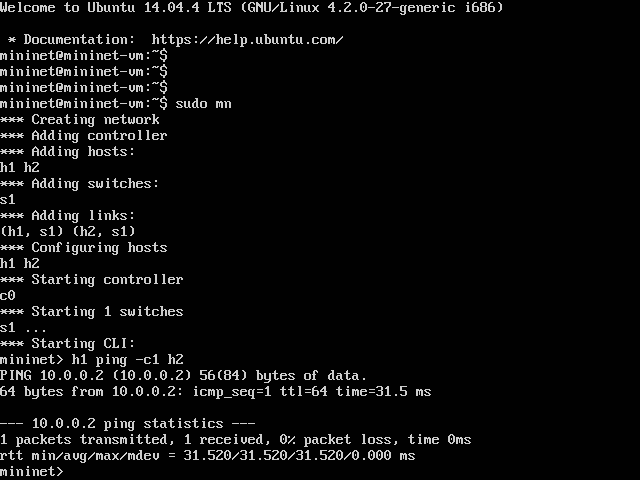 Welcome to Ubuntu 14.04.4 LTS (GNU/Linux 4.2.0-27-generic i686)
* Documentation:  https://help.ubuntu.com/
mininet@mininet-vm:~$
mininet@mininet-vm:~$
mininet@mininet-vm:~$
mininet@mininet-vm:~$ sudo mn
*** Creating network
*** Adding controller
*** Adding hosts:
h1 h2
*** Adding switches:
s1
*** Adding links:
(h1, s1) (h2, s1)
*** Configuring hosts
h1 h2
*** Starting controller
c0
*** Starting 1 switches
s1 ...
*** Starting CLI:
mininet> h1 ping -c1 h2
PING 10.0.0.2 (10.0.0.2) 56(84) bytes of data.
64 bytes from 10.0.0.2: icmp_seq=1 ttl=64 time=31.5 ms
--- 10.0.0.2 ping statistics ---
1 packets transmitted, 1 received, 0% packet loss, time 0ms
rtt min/avg/max/mdev = 31.520/31.520/31.520/0.000 ms
mininet>